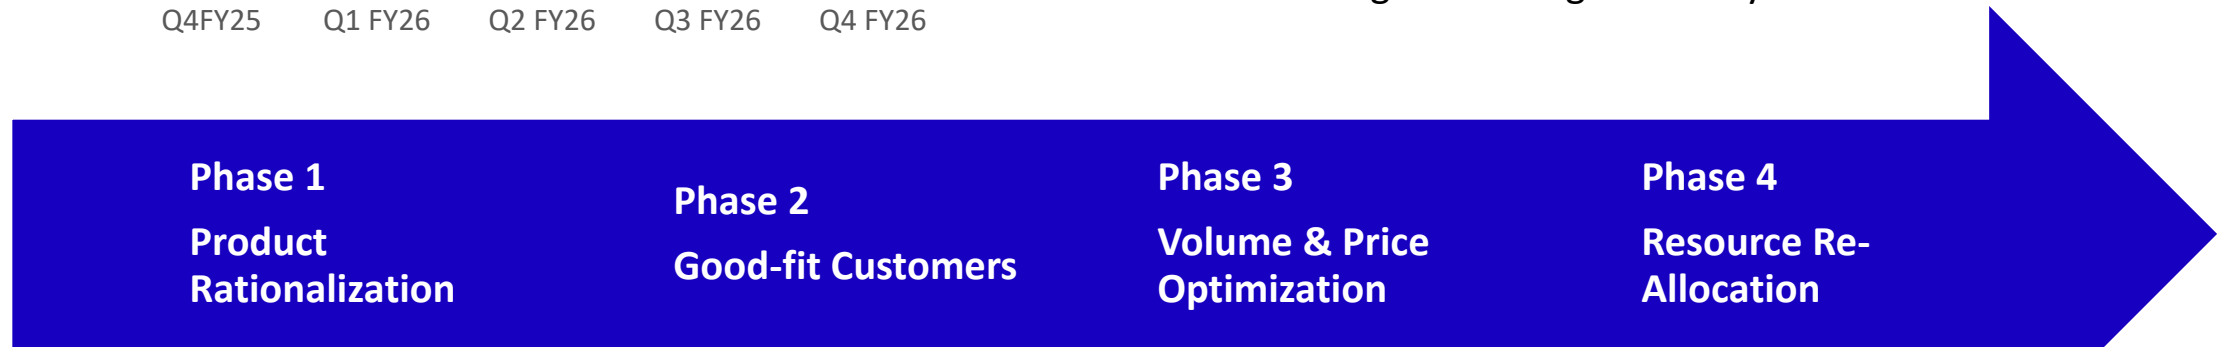 Q4FY25 Q1 FY26 Q2 FY26 Q3 FY26 Q4 FY26
Phase 1
Product
Rationalization
Phase 2
Good-fit Customers
Phase 3
Volume & Price
Optimization
Phase 4
Resource Re-
Allocation